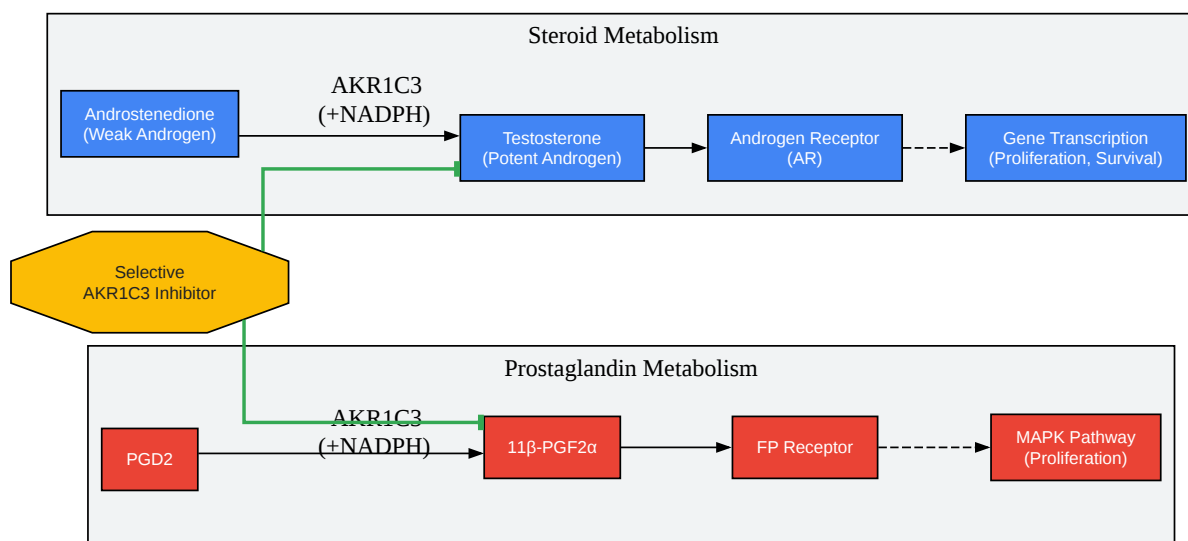 Steroid Metabolism
Androstenedione
(Weak Androgen)
AKR1C3
(+NADPH)
Testosterone
(Potent Androgen)
Androgen Receptor
(AR)
Gene Transcription
(Proliferation, Survival)
Selective
AKR1C3 Inhibitor
Prostaglandin Metabolism
PGD2
AKR1C3
(+NADPH)
11β-PGF2α
FP Receptor
MAPK Pathway
(Proliferation)